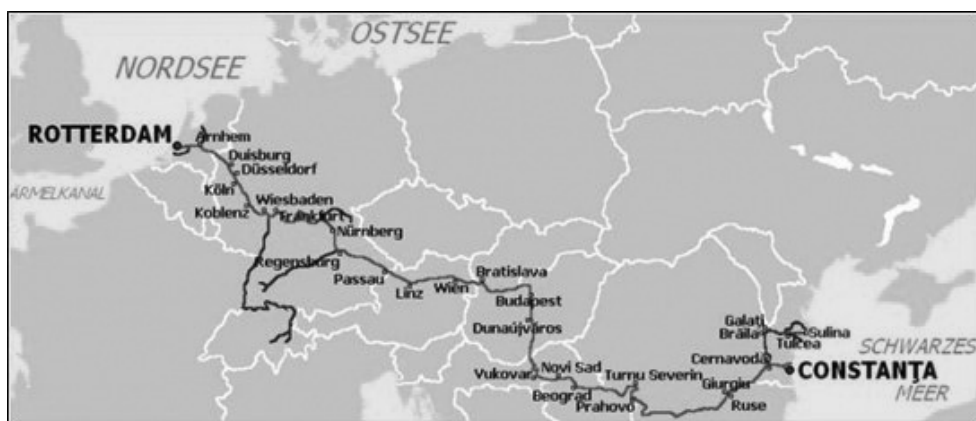 OSTSEE
NORDSEE
ROTTERDAM
Arnhem
Duisburg
Düsseldorf
ÄRMELKANAL
Köln
Wiesbaden
Koblenz
Frankfurt
Nürnberg
Regensburg
Passau
Linz
Wien
Bratislava
Budapest
Dunaújváros
Galați
Brăila
Sulina
Tulcea
SCHWARZES
Cernavodă
CONSTANȚA
Vukovar
Novi Sad
Turnu Severin
Giurgiu
MEER
Beograd
Prahovo
Ruse